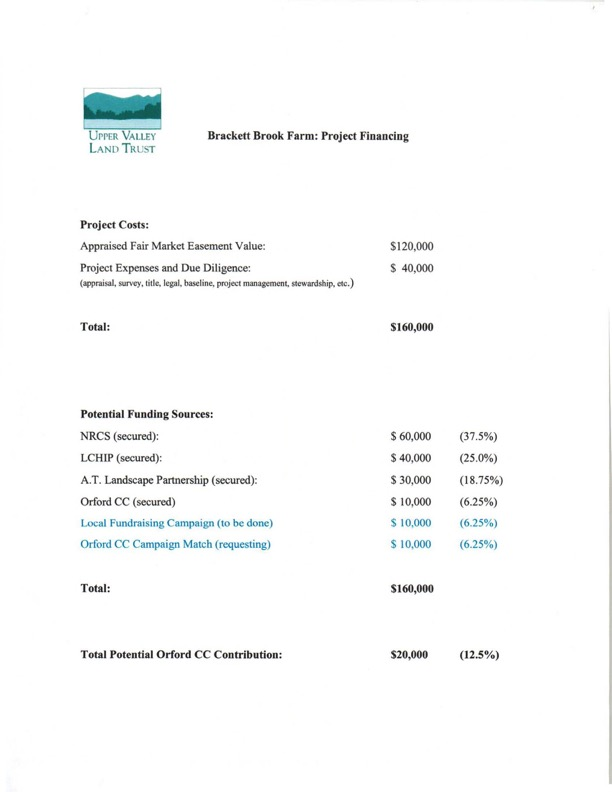 UPPER VALLEY
LAND TRUST
Brackett Brook Farm: Project Financing
Project Costs:
Appraised Fair Market Easement Value: $120,000
Project Expenses and Due Diligence: $ 40,000
(appraisal, survey, title, legal, baseline, project management, stewardship, etc.)
Total: $160,000
Potential Funding Sources:
NRCS (secured): $ 60,000 (37.5%)
LCHIP (secured): $ 40,000 (25.0%)
A.T. Landscape Partnership (secured): $ 30,000 (18.75%)
Orford CC (secured) $ 10,000 (6.25%)
Local Fundraising Campaign (to be done) $ 10,000 (6.25%)
Orford CC Campaign Match (requesting) $ 10,000 (6.25%)
Total: $160,000
Total Potential Orford CC Contribution: $20,000 (12.5%)